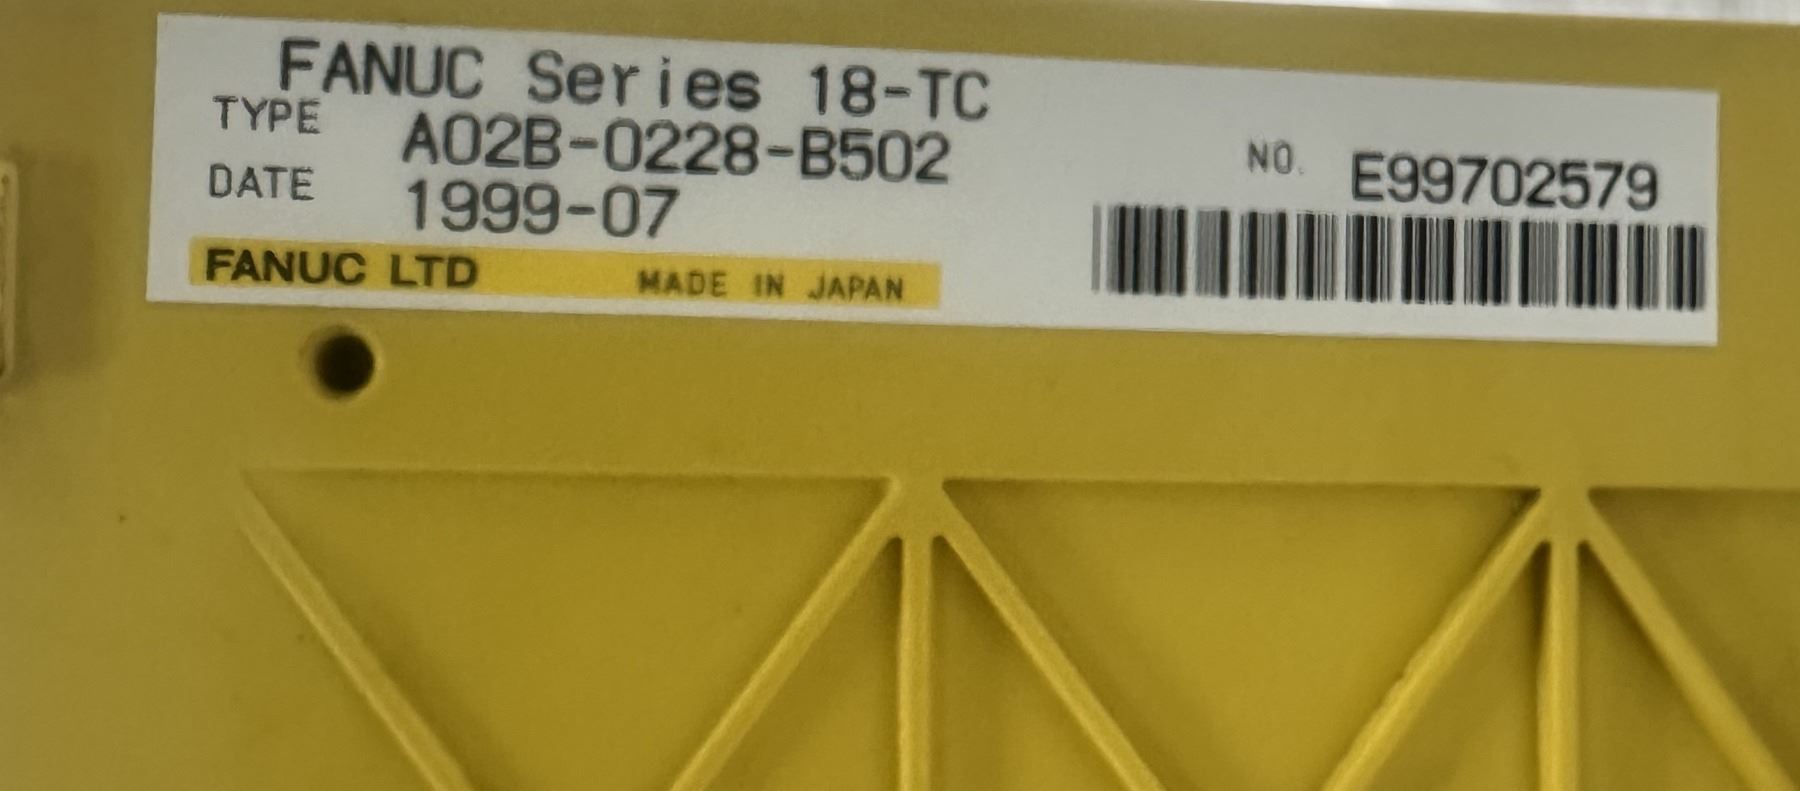 FANUC Series 18-TC
TYPE A02B-0228-B502
DATE 1999-07
NO. E99702579
FANUC LTD MADE IN JAPAN